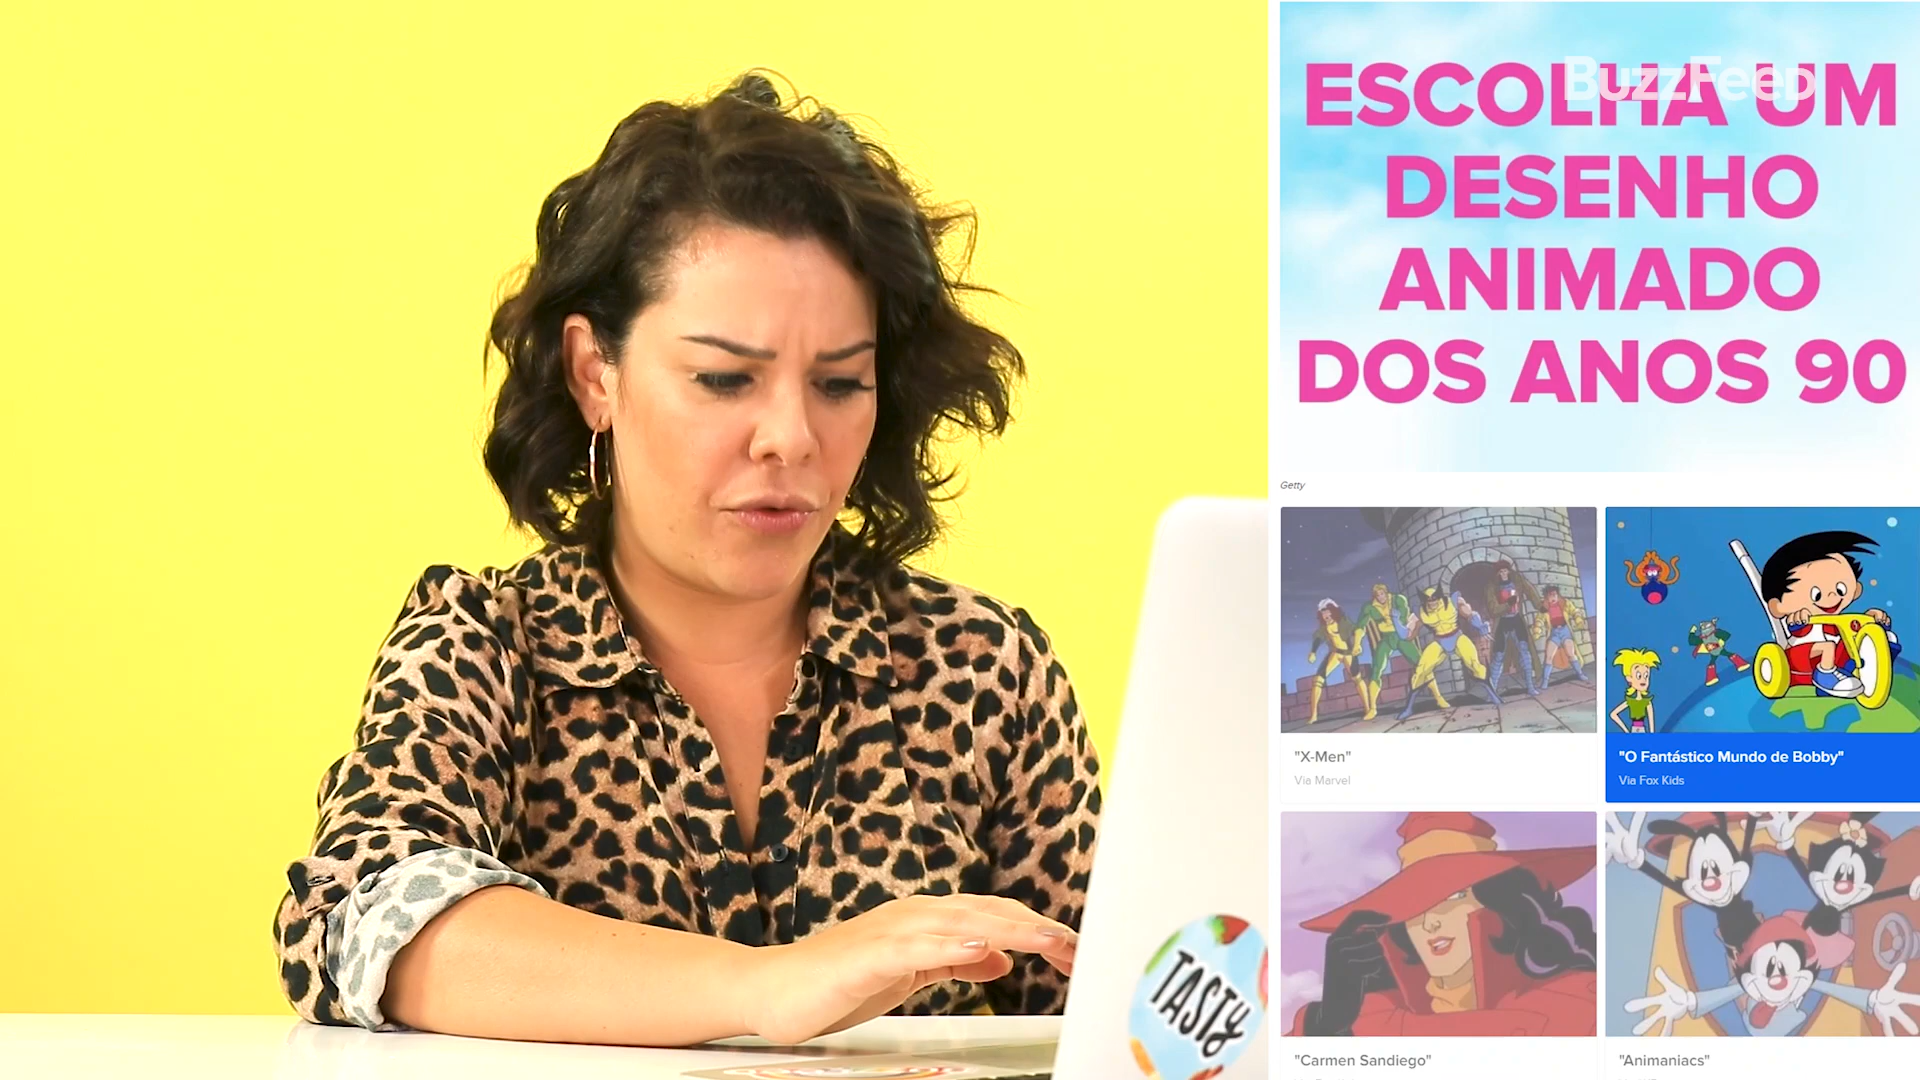 BuzzFeed
ESCOLHA UM
DESENHO
ANIMADO
DOS ANOS 90
Getty
"X-Men"
Via Marvel
"O Fantástico Mundo de Bobby"
Via Fox Kids
"Carmen Sandiego"
"Animaniacs"
TASTY